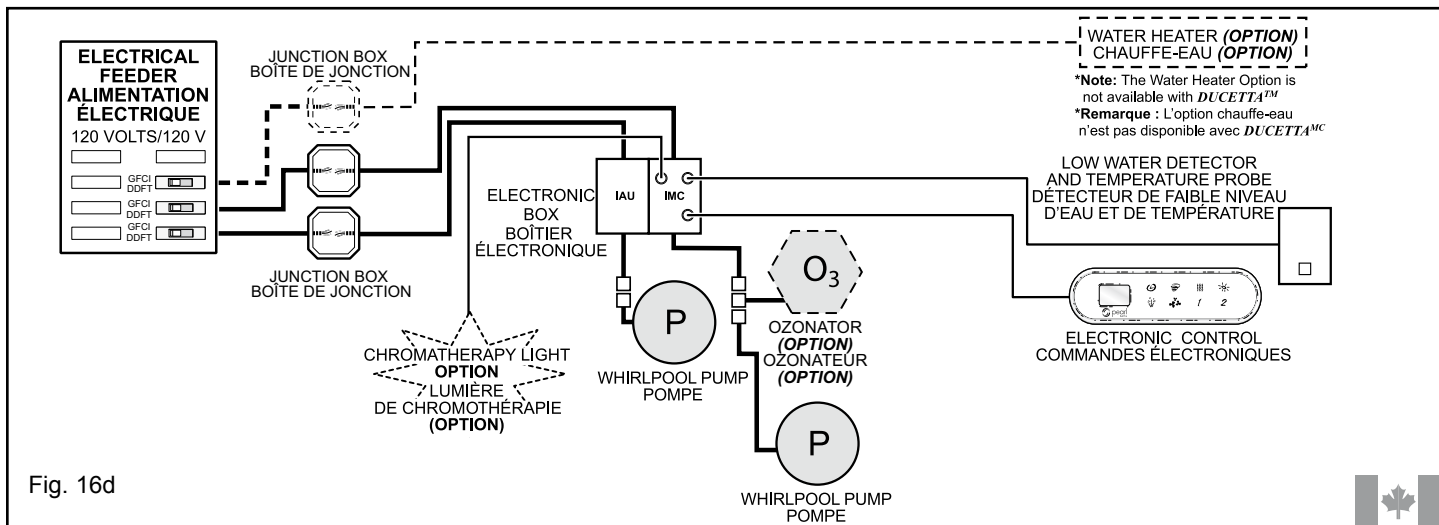 ELECTRICAL
FEEDER
ALIMENTATION
ÉLECTRIQUE
120 VOLTS/120 V
GFCI
DDFT
GFCI
DDFT
GFCI
DDFT
JUNCTION BOX
BOÎTE DE JONCTION
JUNCTION BOX
BOÎTE DE JONCTION
WATER HEATER (OPTION)
CHAUFFE-EAU (OPTION)
*Note: The Water Heater Option is
not available with DUCETTA™
*Remarque : L'option chauffe-eau
n'est pas disponible avec DUCETTAᴹᶜ
LOW WATER DETECTOR
AND TEMPERATURE PROBE
DÉTECTEUR DE FAIBLE NIVEAU
D'EAU ET DE TEMPÉRATURE
ELECTRONIC
BOX
BOÎTIER
ÉLECTRONIQUE
IAU
IMC
O₃
OZONATOR
(OPTION)
OZONATEUR
(OPTION)
P
WHIRLPOOL PUMP
POMPE
P
WHIRLPOOL PUMP
POMPE
CHROMATHERAPY LIGHT
OPTION
LUMIÈRE
DE CHROMOTHÉRAPIE
(OPTION)
1 2
pearl
ELECTRONIC CONTROL
COMMANDES ÉLECTRONIQUES
Fig. 16d